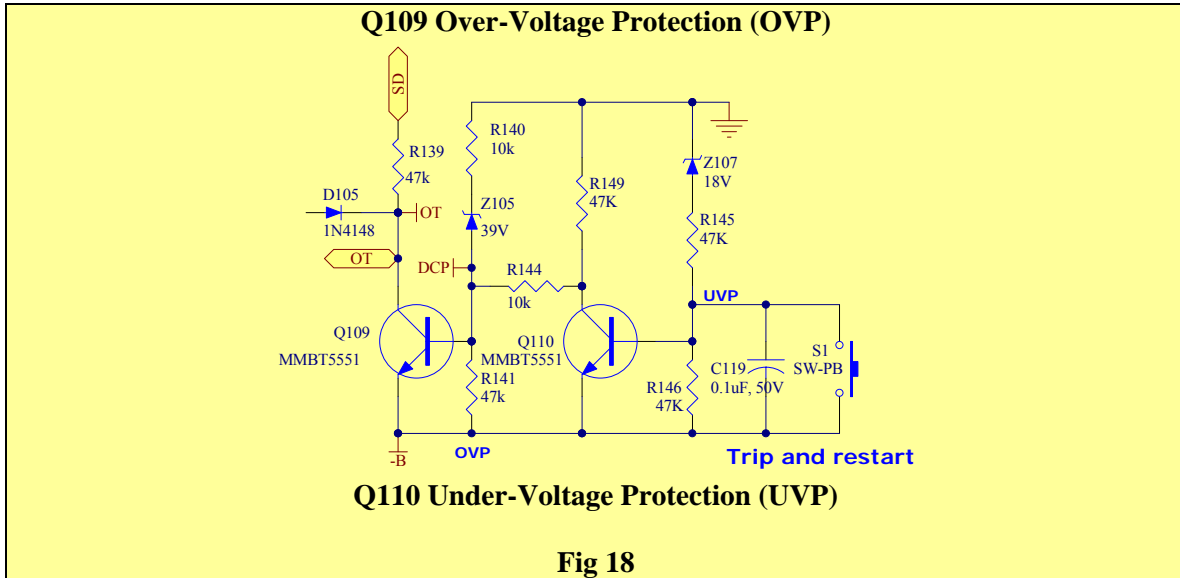 Q109 Over-Voltage Protection (OVP)
SD
R139
47k
D105
1N4148
OT
OT
R140
10k
Z105
39V
DCP
R144
10k
R149
47K
Z107
18V
R145
47K
UVP
Q109
MMBT5551
R141
47k
Q110
MMBT5551
R146
47K
C119
0.1uF, 50V
S1
SW-PB
-B
OVP
Trip and restart
Q110 Under-Voltage Protection (UVP)
Fig 18